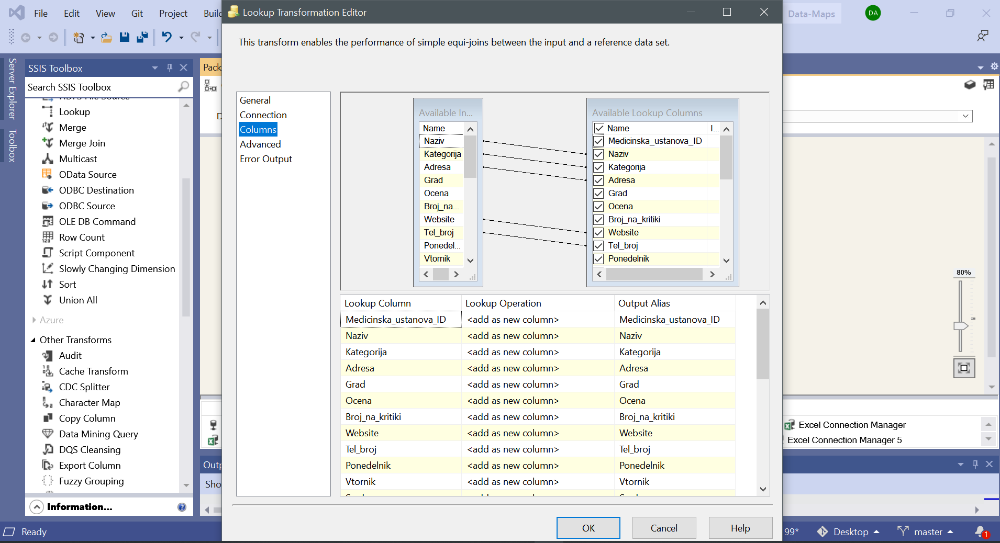 File Edit View Git Project Build
Lookup Transformation Editor
Data-Maps
DA
This transform enables the performance of simple equi-joins between the input and a reference data set.
Server Explorer
Toolbox
SSIS Toolbox
Search SSIS Toolbox
HDFS File Source
Lookup
Merge
Merge Join
Multicast
OData Source
ODBC Destination
ODBC Source
OLE DB Command
Row Count
Script Component
Slowly Changing Dimension
Sort
Union All
Azure
Other Transforms
Audit
Cache Transform
CDC Splitter
Character Map
Copy Column
Data Mining Query
DQS Cleansing
Export Column
Fuzzy Grouping
Information...
Pack
D
General
Connection
Columns
Advanced
Error Output
Available In...
Name
Naziv
Kategorija
Adresa
Grad
Ocena
Broj_na...
Website
Tel_broj
Ponedel...
Vtornik
Available Lookup Columns
Name I...
Medicinska_ustanova_ID
Naziv
Kategorija
Adresa
Grad
Ocena
Broj_na_kritiki
Website
Tel_broj
Ponedelnik
Lookup Column Lookup Operation Output Alias
Medicinska_ustanova_ID <add as new column> Medicinska_ustanova_ID
Naziv <add as new column> Naziv
Kategorija <add as new column> Kategorija
Adresa <add as new column> Adresa
Grad <add as new column> Grad
Ocena <add as new column> Ocena
Broj_na_kritiki <add as new column> Broj_na_kritiki
Website <add as new column> Website
Tel_broj <add as new column> Tel_broj
Ponedelnik <add as new column> Ponedelnik
Vtornik <add as new column> Vtornik
OK Cancel Help
80%
Excel Connection Manager
Excel Connection Manager 5
Outp
Sho
Ready
99* Desktop master 1